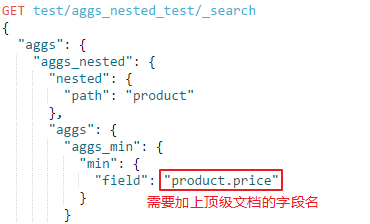 GET test/aggs_nested_test/_search
{
  "aggs": {
    "aggs_nested": {
      "nested": {
        "path": "product"
      },
      "aggs": {
        "aggs_min": {
          "min": {
            "field": "product.price"
需要加上顶级文档的字段名
          }
        }